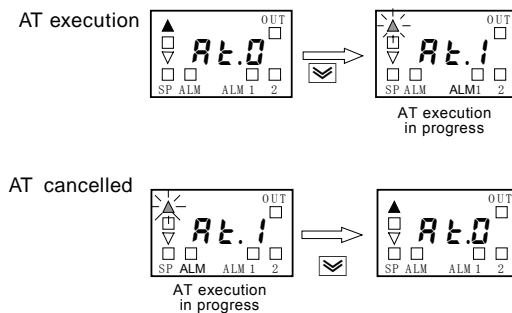 AT execution
OUT
At.0
SP ALM ALM 1 2
OUT
At.1
SP ALM ALM1 2
AT execution
in progress
AT cancelled
OUT
At.1
SP ALM ALM 1 2
AT execution
in progress
OUT
At.0
SP ALM ALM 1 2